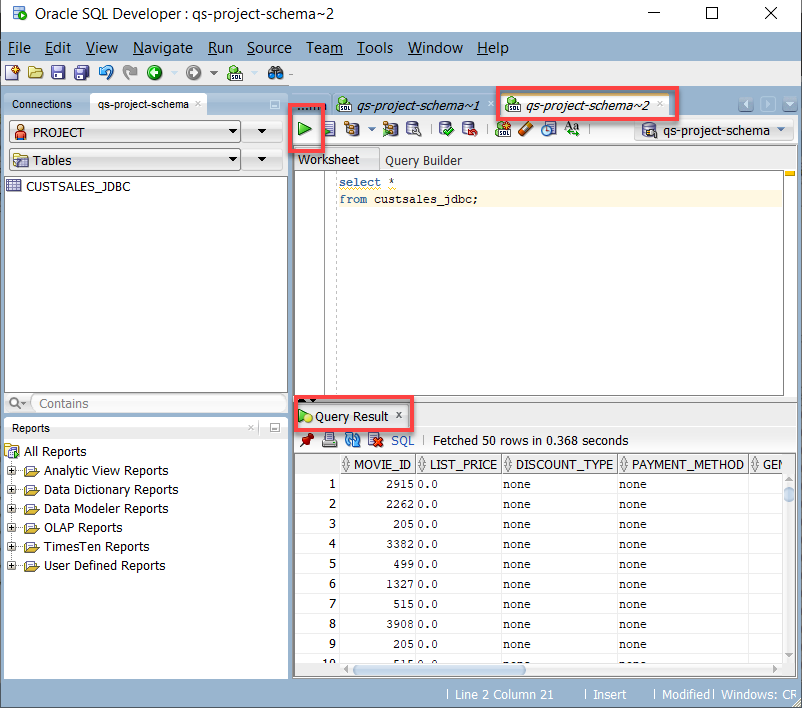 Oracle SQL Developer : qs-project-schema~2
File Edit View Navigate Run Source Team Tools Window Help
SQL
Connections
qs-project-schema
qs-project-schema~1
qs-project-schema~2
PROJECT
qs-project-schema
Tables
Worksheet
Query Builder
CUSTSALES_JDBC
select *
from custsales_jdbc;
Contains
Reports
All Reports
Analytic View Reports
Data Dictionary Reports
Data Modeler Reports
OLAP Reports
TimesTen Reports
User Defined Reports
Query Result
SQL | Fetched 50 rows in 0.368 seconds
MOVIE_ID LIST_PRICE DISCOUNT_TYPE PAYMENT_METHOD GEN
1 2915 0.0 none none
2 2262 0.0 none none
3 205 0.0 none none
4 3382 0.0 none none
5 499 0.0 none none
6 1327 0.0 none none
7 515 0.0 none none
8 3908 0.0 none none
9 205 0.0 none none
10 515 0.0 none none
| Line 2 Column 21 | Insert | Modified | Windows: CR